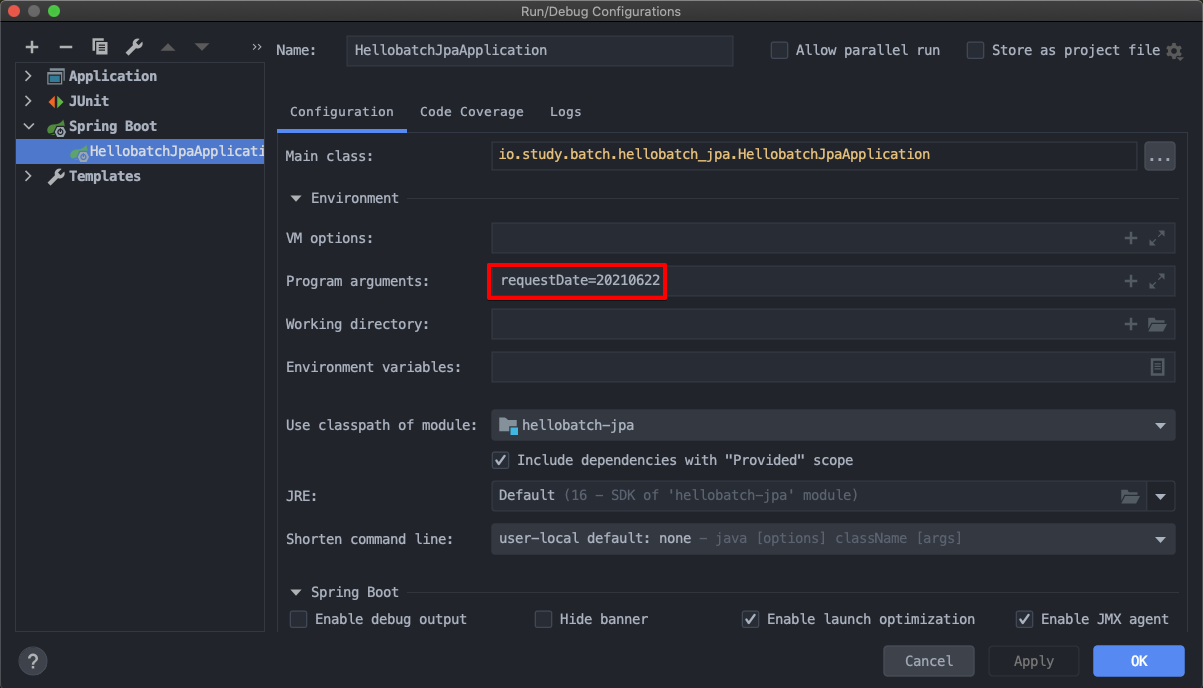 Run/Debug Configurations
Name: HellobatchJpaApplication Allow parallel run Store as project file
Application
JUnit
Spring Boot
HellobatchJpaApplicati
Templates
Configuration Code Coverage Logs
Main class: io.study.batch.hellobatch_jpa.HellobatchJpaApplication ...
Environment
VM options:
Program arguments: requestDate=20210622
Working directory:
Environment variables:
Use classpath of module: hellobatch-jpa
Include dependencies with "Provided" scope
JRE: Default (16 – SDK of 'hellobatch-jpa' module)
Shorten command line: user-local default: none – java [options] className [args]
Spring Boot
Enable debug output Hide banner Enable launch optimization Enable JMX agent
? Cancel Apply OK